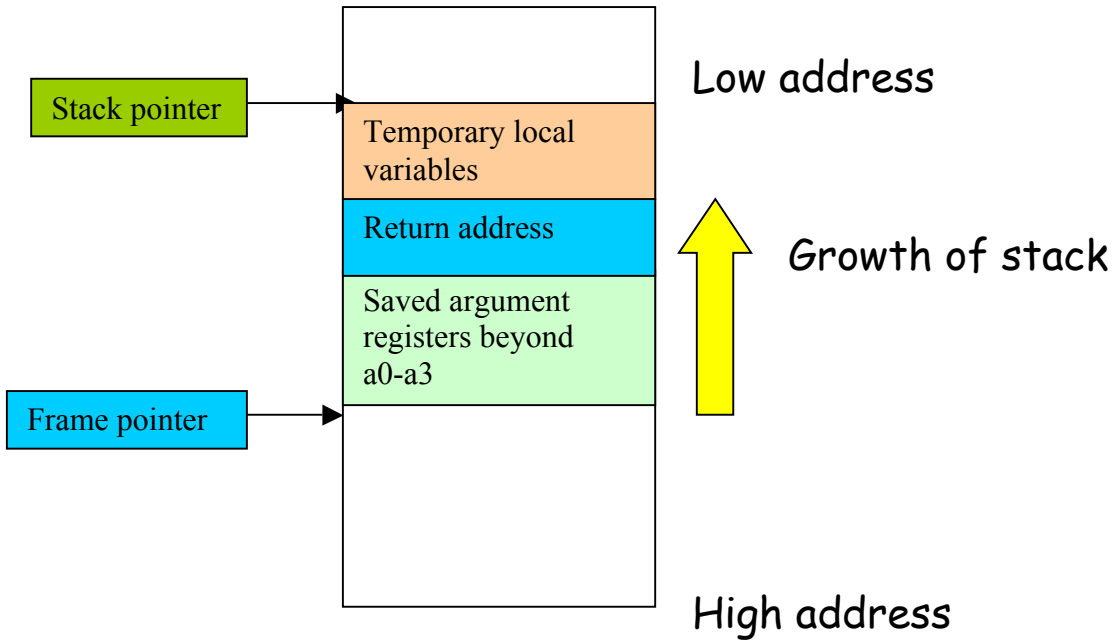 Low address
Stack pointer
Temporary local
variables
Return address
Growth of stack
Saved argument
registers beyond
a0-a3
Frame pointer
High address